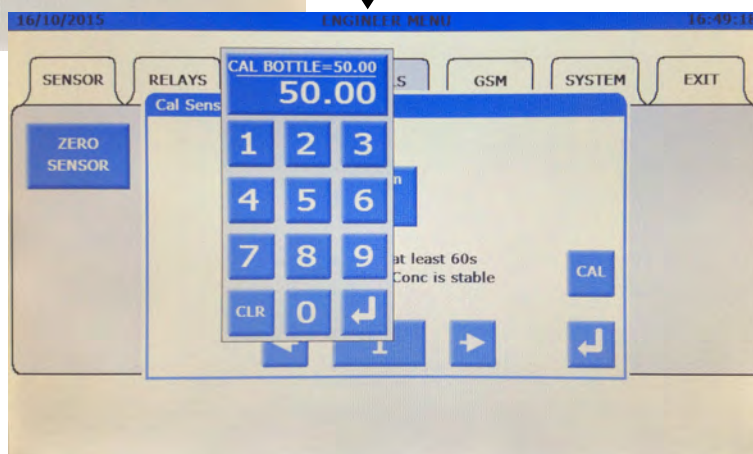 16/10/2015 ENGINEER MENU 16:49:18
SENSOR RELAYS GSM SYSTEM EXIT
CAL BOTTLE=50.00
50.00
Cal Sens
ZERO
SENSOR
1 2 3
4 5 6
7 8 9
CLR 0
at least 60s
Conc is stable
CAL
1